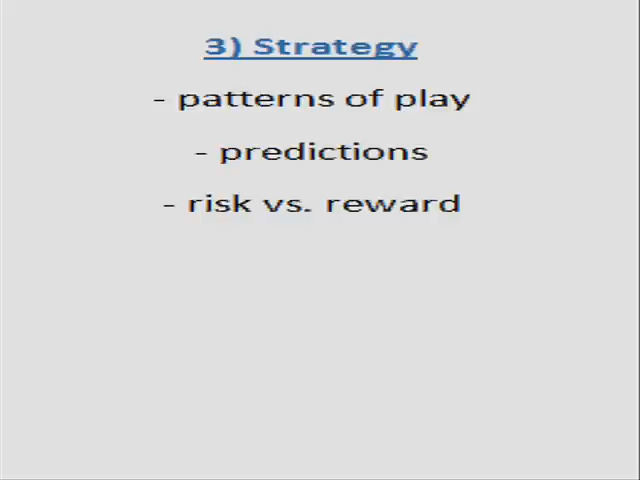 3) Strategy
- patterns of play
- predictions
- risk vs. reward